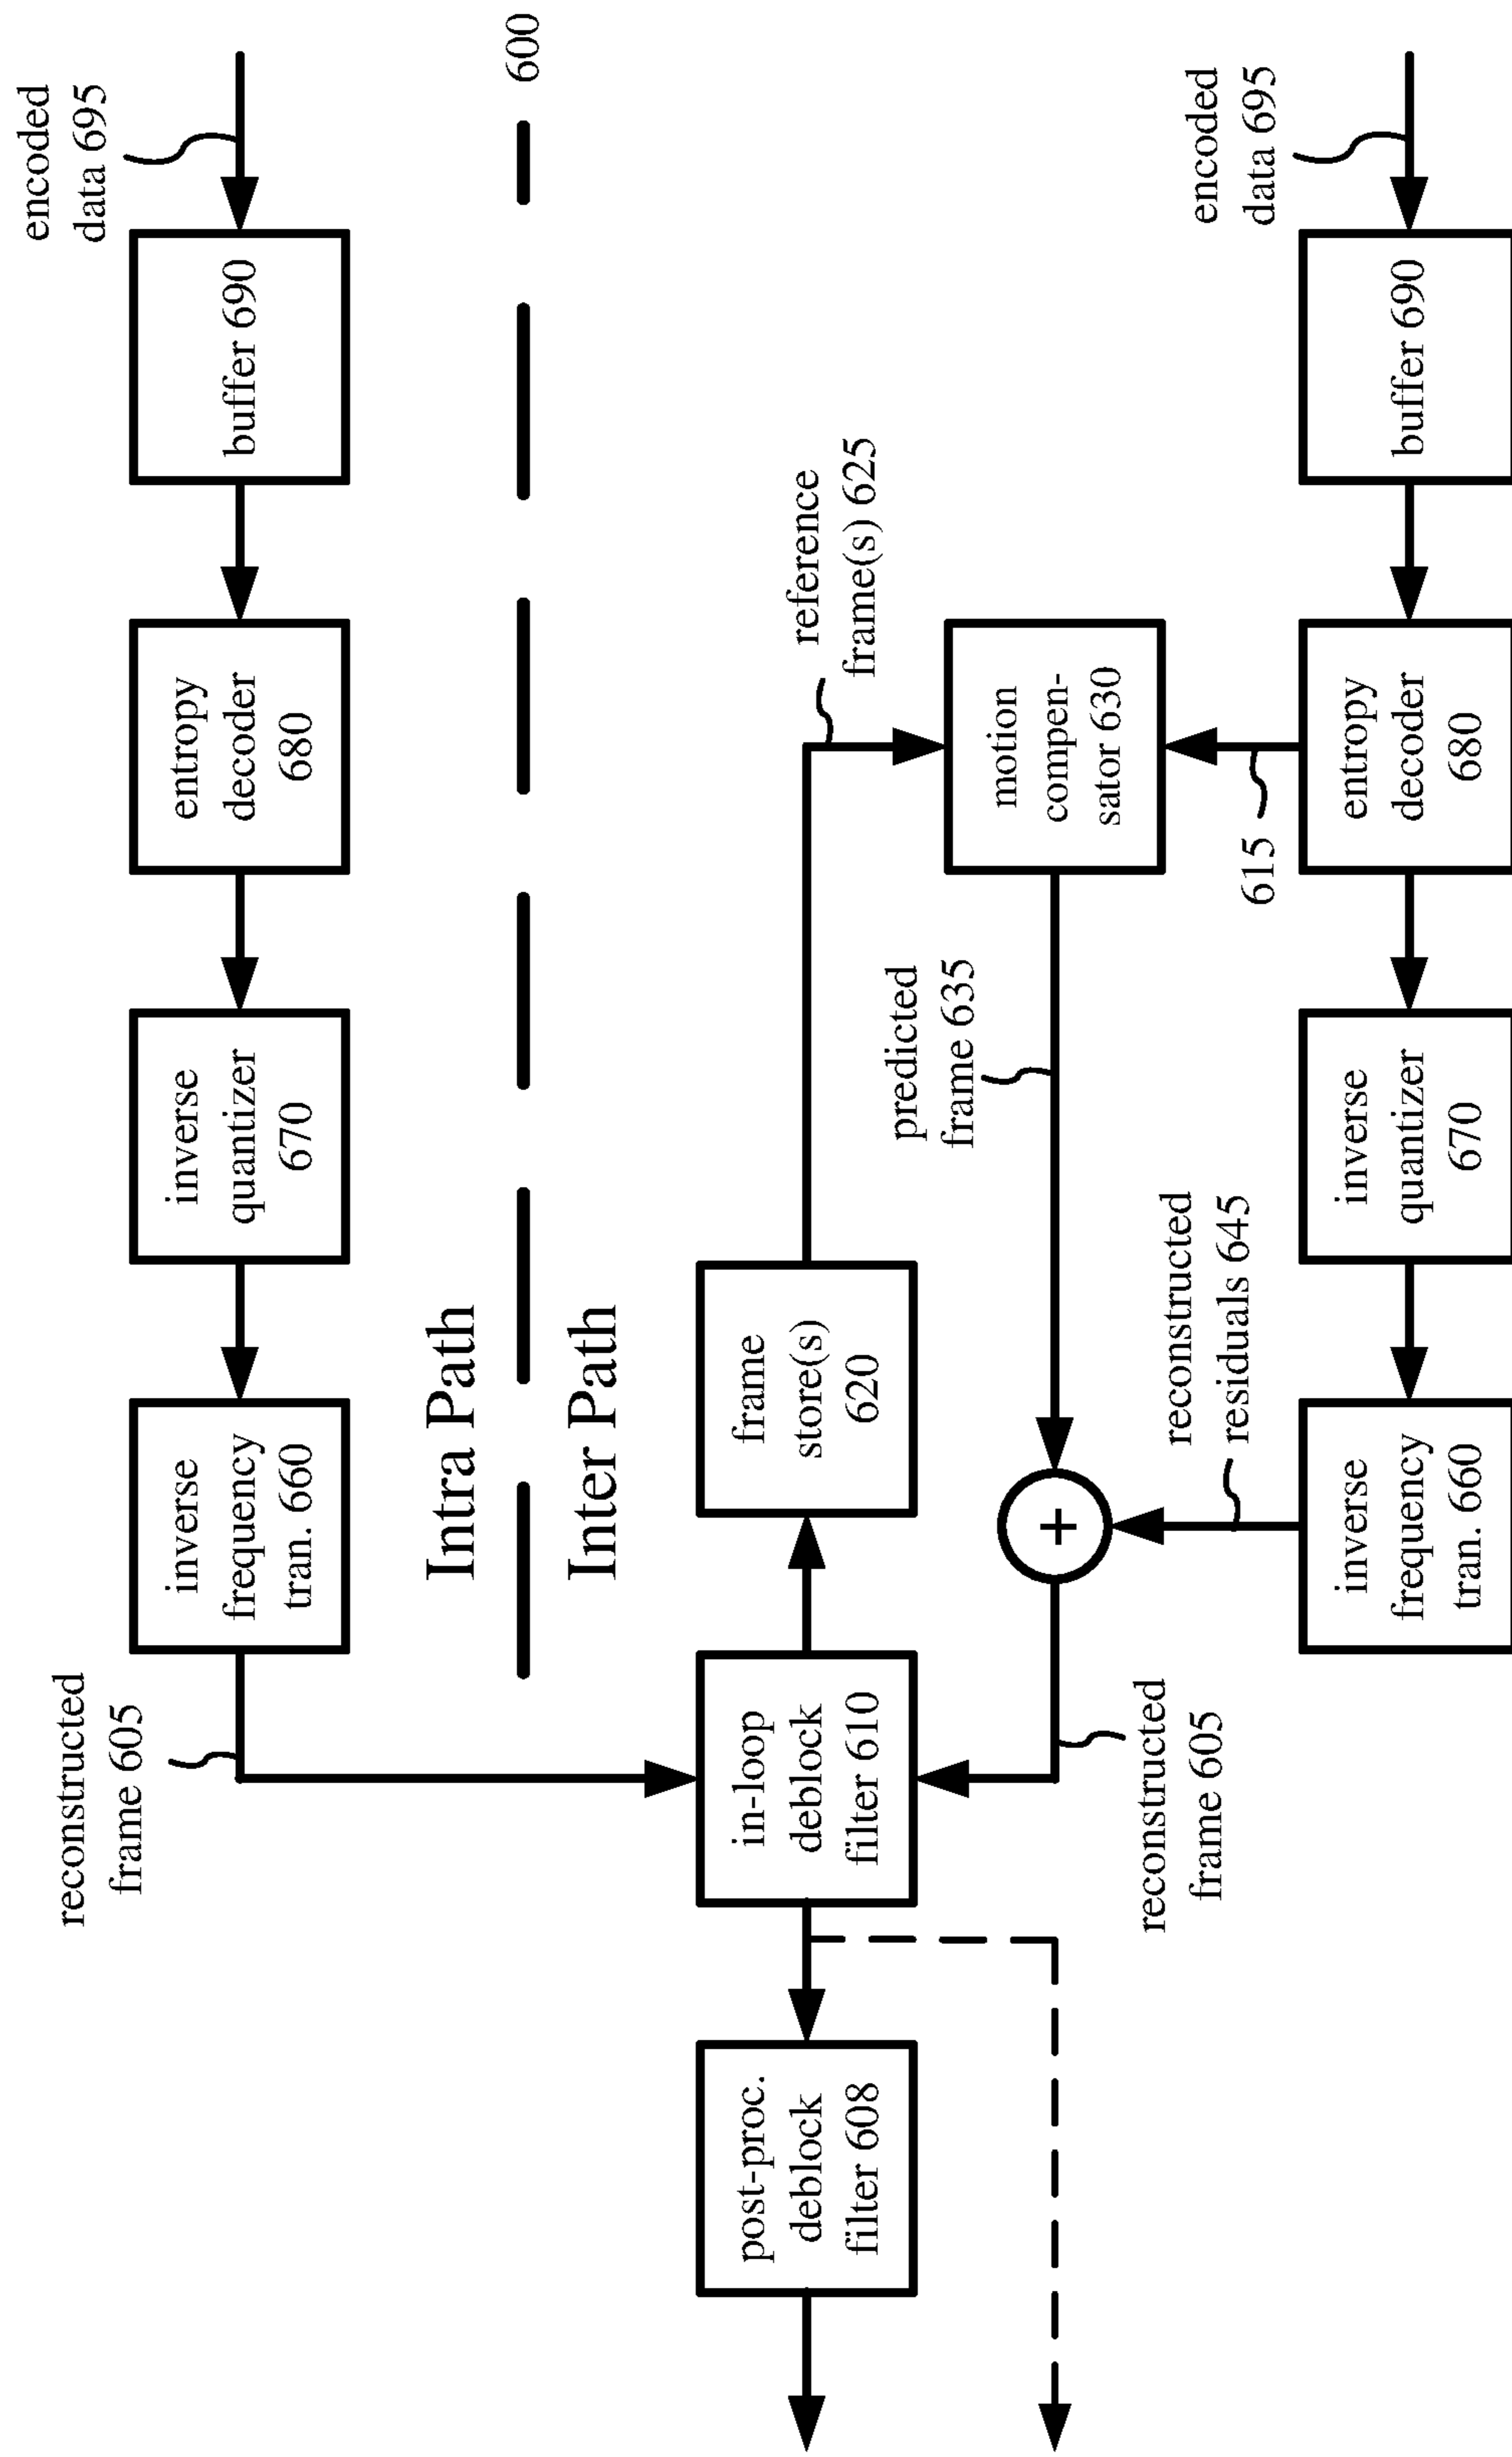 reconstructed
frame 605
encoded
data 695
inverse
frequency
tran. 660
inverse
quantizer
670
entropy
decoder
680
buffer 690
Intra Path
600
Inter Path
post-proc.
deblock
filter 608
in-loop
deblock
filter 610
frame
store(s)
620
reference
frame(s) 625
predicted
frame 635
motion
compen-
sator 630
+
reconstructed
frame 605
reconstructed
residuals 645
615
encoded
data 695
inverse
frequency
tran. 660
inverse
quantizer
670
entropy
decoder
680
buffer 690